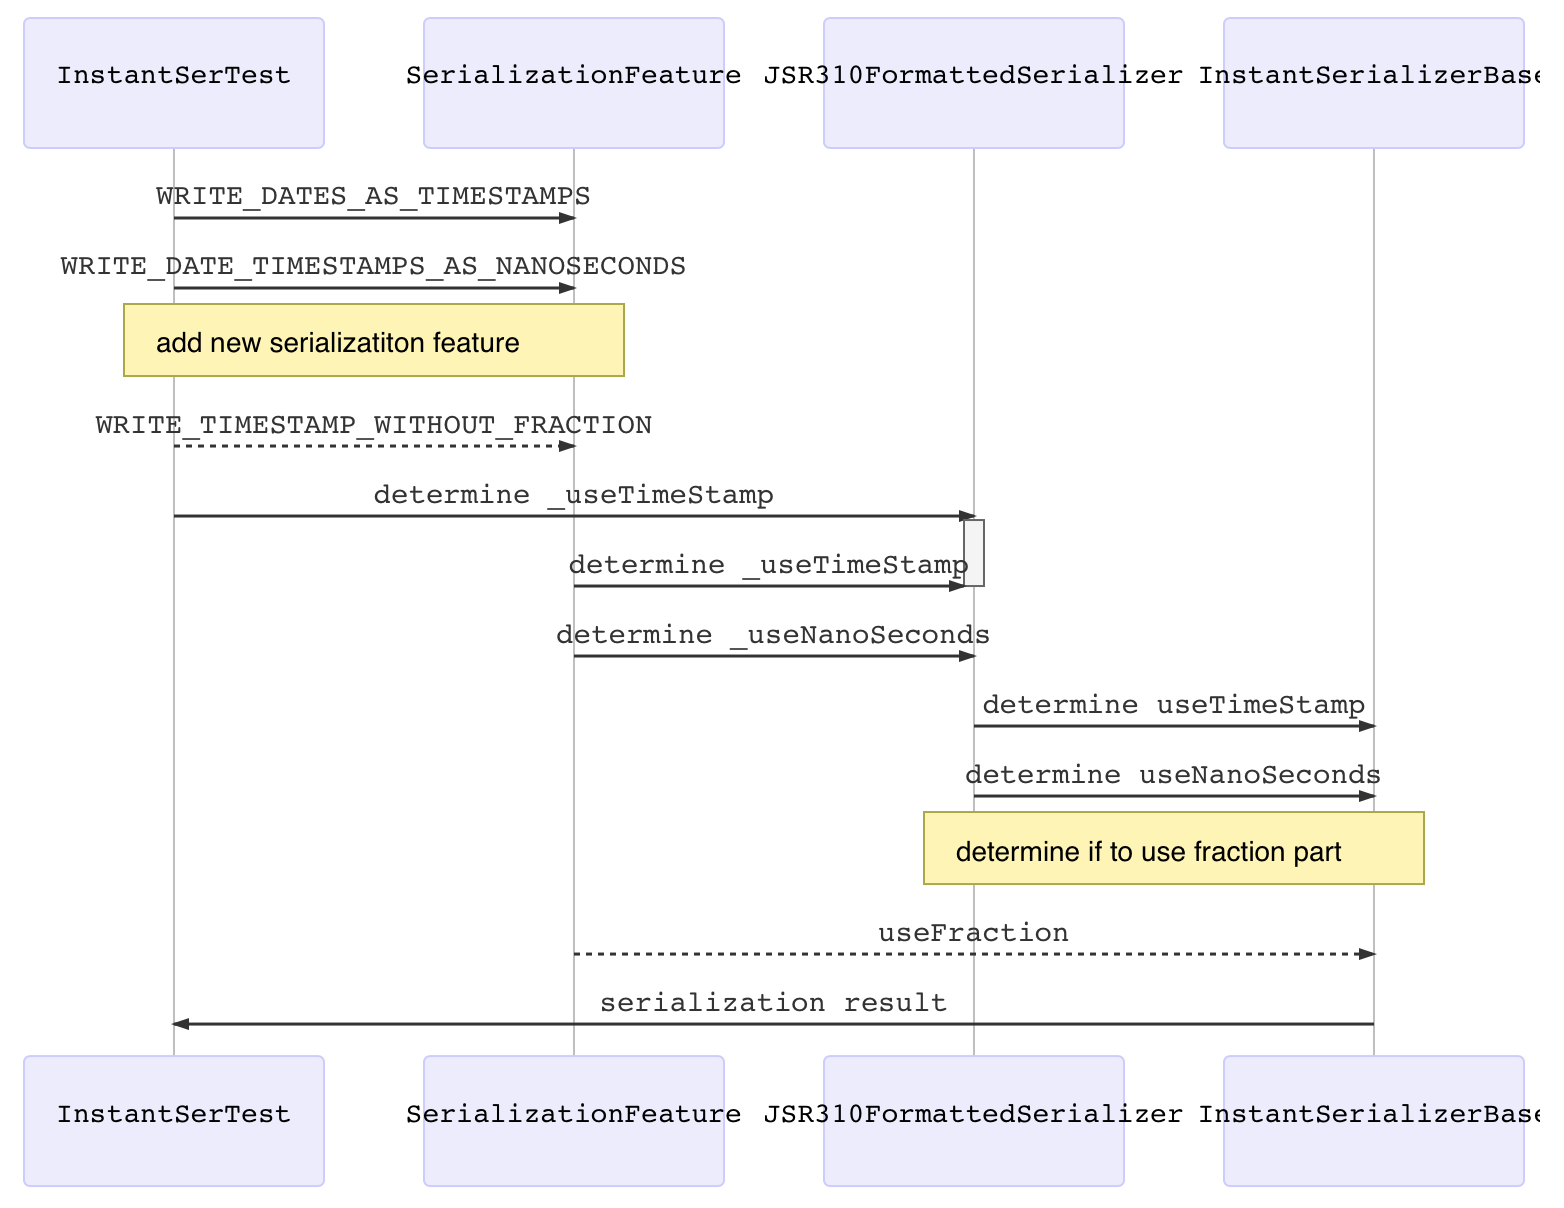 InstantSerTest
SerializationFeature
JSR310FormattedSerializer
InstantSerializerBase
WRITE_DATES_AS_TIMESTAMPS
WRITE_DATE_TIMESTAMPS_AS_NANOSECONDS
add new serializatiton feature
WRITE_TIMESTAMP_WITHOUT_FRACTION
determine _useTimeStamp
determine _useTimeStamp
determine _useNanoSeconds
determine useTimeStamp
determine useNanoSeconds
determine if to use fraction part
useFraction
serialization result
InstantSerTest
SerializationFeature
JSR310FormattedSerializer
InstantSerializerBase